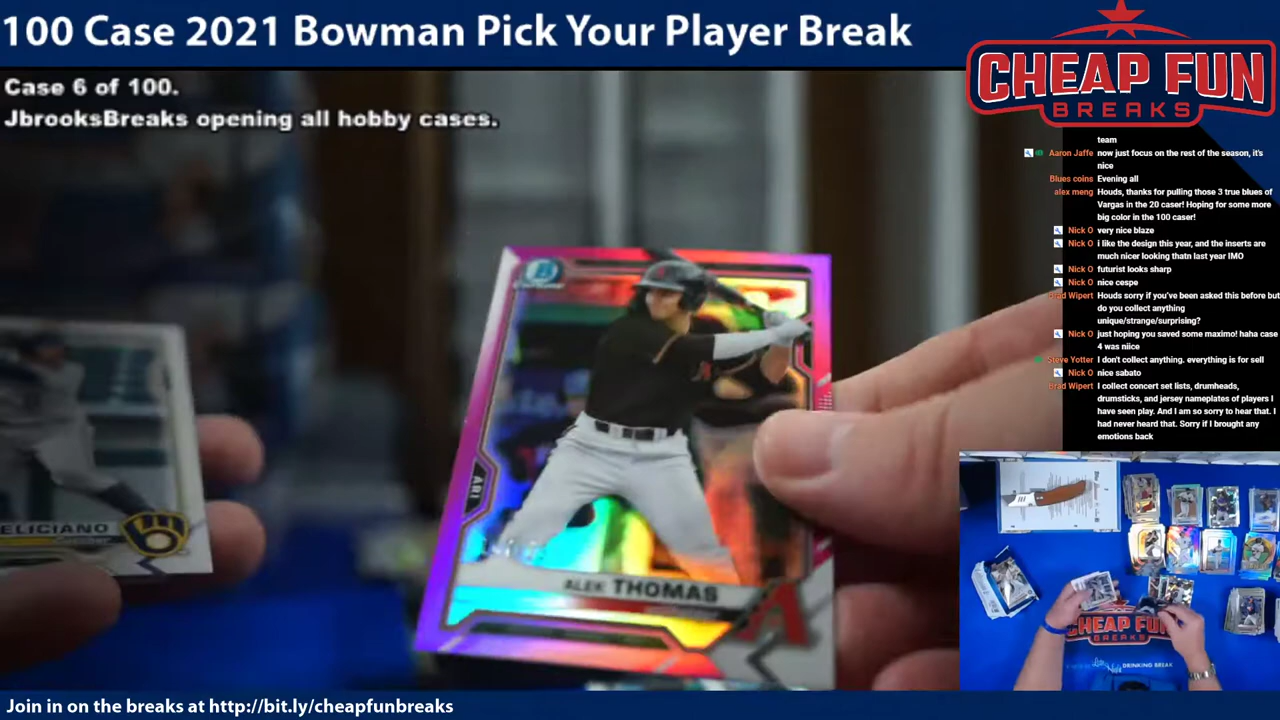 100 Case 2021 Bowman Pick Your Player Break
Case 6 of 100.
JbrooksBreaks opening all hobby cases.
CHEAP FUN
BREAKS
team
Aaron Jaffe now just focus on the rest of the season, it's
nice
Blues coins Evening all
alex meng Houds, thanks for pulling those 3 true blues of
Vargas in the 20 caser! Hoping for some more
big color in the 100 caser!
Nick O very nice blaze
Nick O i like the design this year, and the inserts are
much nicer looking thatn last year IMO
Nick O futurist looks sharp
Nick O nice cespe
Brad Wipert Houds sorry if you've been asked this before but
do you collect anything
unique/strange/surprising?
Nick O just hoping you saved some maximo! haha case
4 was niice
Steve Yotter I don't collect anything. everything is for sell
Nick O nice sabato
Brad Wipert I collect concert set lists, drumheads,
drumsticks, and jersey nameplates of players I
have seen play. And I am so sorry to hear that. I
had never heard that. Sorry if I brought any
emotions back
ARI
ALEK THOMAS
ELICIANO
CHEAP FUN
BREAKS
DRINKING BREAK
Join in on the breaks at http://bit.ly/cheapfunbreaks